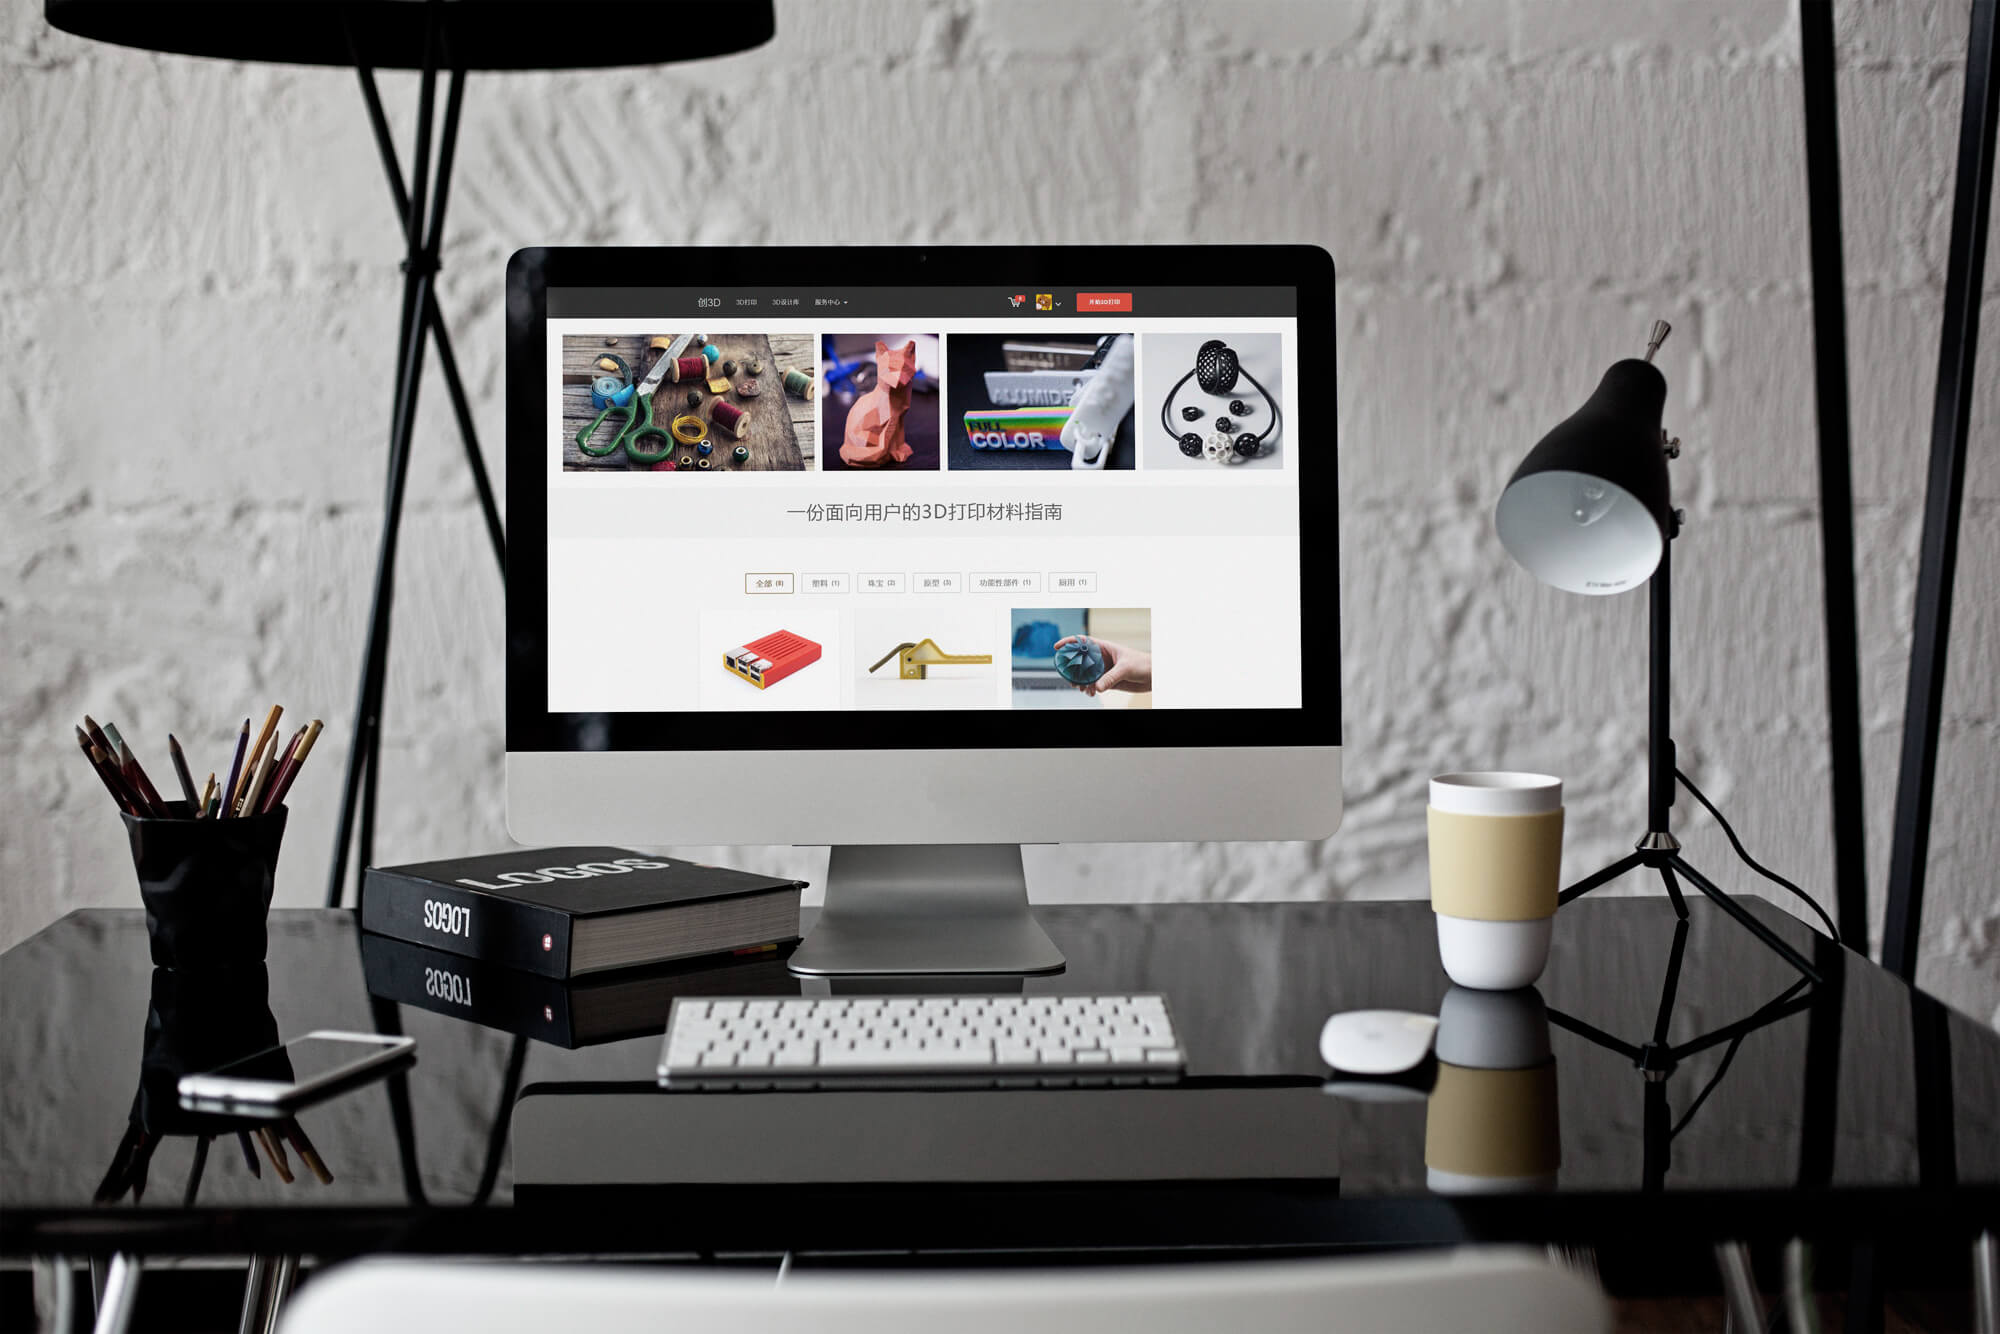 创3D 3D打印 3D设计库 服务中心 开始3D打印
ALUMIDE
FULL
COLOR
一份面向用户的3D打印材料指南
全部 (8) 塑料 (1) 珠宝 (2) 原型 (3) 功能性部件 (1) 厨用 (1)
LOGOS
LOGOS